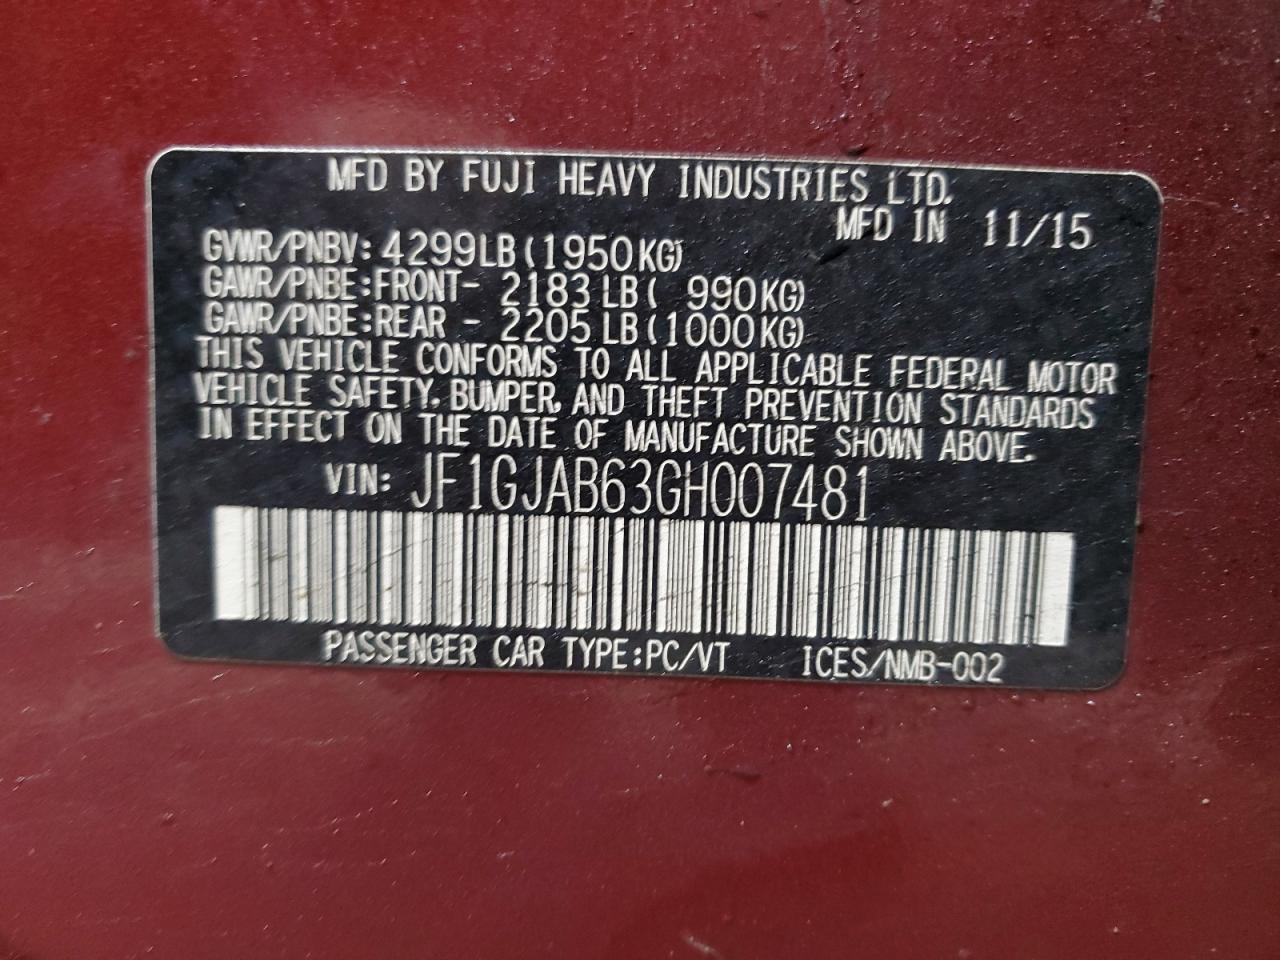 MFD BY FUJI HEAVY INDUSTRIES LTD.
MFD IN 11/15
GVWR/PNBV: 4299LB(1950KG)
GAWR/PNBE:FRONT- 2183LB( 990KG)
GAWR/PNBE:REAR - 2205LB(1000KG)
THIS VEHICLE CONFORMS TO ALL APPLICABLE FEDERAL MOTOR
VEHICLE SAFETY, BUMPER, AND THEFT PREVENTION STANDARDS
IN EFFECT ON THE DATE OF MANUFACTURE SHOWN ABOVE.
VIN: JF1GJAB63GH007481
PASSENGER CAR TYPE:PC/VT ICES/NMB-002